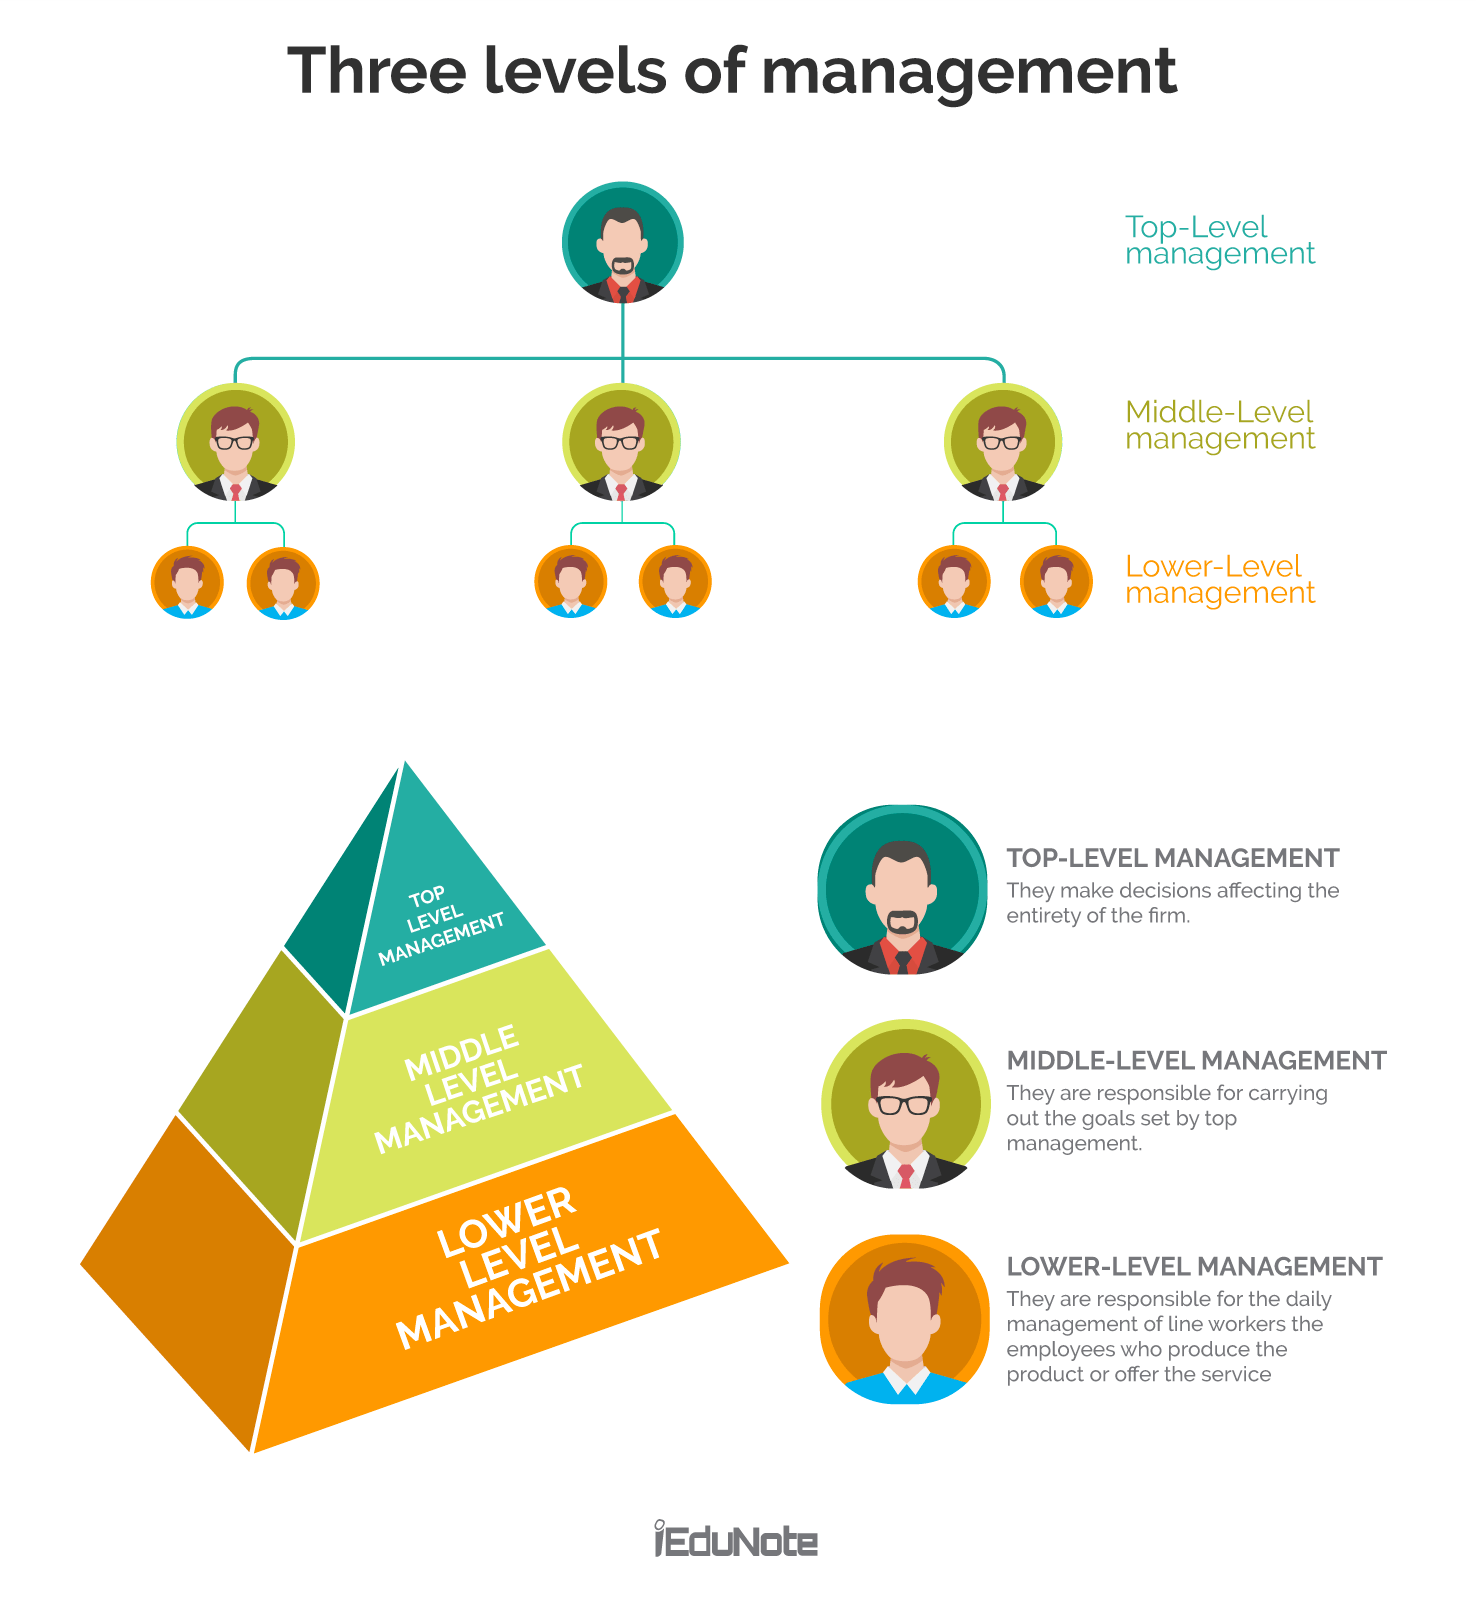 Three levels of management
Top-Level
management
Middle-Level
management
Lower-Level
management
TOP
LEVEL
MANAGEMENT
MIDDLE
LEVEL
MANAGEMENT
LOWER
LEVEL
MANAGEMENT
TOP-LEVEL MANAGEMENT
They make decisions affecting the
entirety of the firm.
MIDDLE-LEVEL MANAGEMENT
They are responsible for carrying
out the goals set by top
management.
LOWER-LEVEL MANAGEMENT
They are responsible for the daily
management of line workers the
employees who produce the
product or offer the service
iEduNote